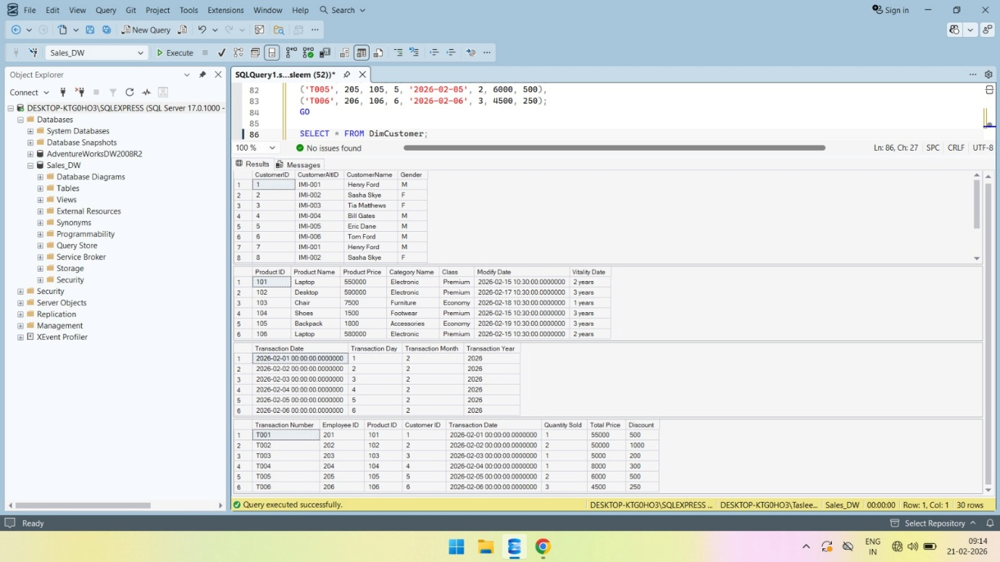 File Edit View Query Git Project Tools Extensions Window Help Search Sign in
New Query
Sales_DW Execute
Object Explorer
Connect
DESKTOP-KTG0HO3\SQLEXPRESS (SQL Server 17.0.1000 -
Databases
System Databases
Database Snapshots
AdventureWorksDW2008R2
Sales_DW
Database Diagrams
Tables
Views
External Resources
Synonyms
Programmability
Query Store
Service Broker
Storage
Security
Security
Server Objects
Replication
Management
XEvent Profiler
SQLQuery1.s...sleem (52))*
82 ('T005', 205, 105, 5, '2026-02-05', 2, 6000, 500),
83 ('T006', 206, 106, 6, '2026-02-06', 3, 4500, 250);
84 GO
85
86 SELECT * FROM DimCustomer;
100 % No issues found Ln: 86, Ch: 27 SPC CRLF UTF-8
Results Messages
CustomerID CustomerAltID CustomerName Gender
1 1 IMI-001 Henry Ford M
2 2 IMI-002 Sasha Skye F
3 3 IMI-003 Tia Matthews F
4 4 IMI-004 Bill Gates M
5 5 IMI-005 Eric Dane M
6 6 IMI-006 Tom Ford M
7 7 IMI-001 Henry Ford M
8 8 IMI-002 Sasha Skye F
Product ID Product Name Product Price Category Name Class Modify Date Vitality Date
1 101 Laptop 550000 Electronic Premium 2026-02-15 10:30:00.0000000 2 years
2 102 Desktop 590000 Electronic Premium 2026-02-17 10:30:00.0000000 3 years
3 103 Chair 7500 Furniture Economy 2026-02-18 10:30:00.0000000 1 years
4 104 Shoes 1500 Footwear Premium 2026-02-15 10:30:00.0000000 3 years
5 105 Backpack 1800 Accessories Economy 2026-02-19 10:30:00.0000000 3 years
6 106 Laptop 580000 Electronic Premium 2026-02-15 10:30:00.0000000 2 years
Transaction Date Transaction Day Transaction Month Transaction Year
1 2026-02-01 00:00:00.0000000 1 2 2026
2 2026-02-02 00:00:00.0000000 2 2 2026
3 2026-02-03 00:00:00.0000000 3 2 2026
4 2026-02-04 00:00:00.0000000 4 2 2026
5 2026-02-05 00:00:00.0000000 5 2 2026
6 2026-02-06 00:00:00.0000000 6 2 2026
Transaction Number Employee ID Product ID Customer ID Transaction Date Quantity Sold Total Price Discount
1 T001 201 101 1 2026-02-01 00:00:00.0000000 1 55000 500
2 T002 202 102 2 2026-02-02 00:00:00.0000000 2 50000 1000
3 T003 203 103 3 2026-02-03 00:00:00.0000000 1 5000 200
4 T004 204 104 4 2026-02-04 00:00:00.0000000 1 8000 300
5 T005 205 105 5 2026-02-05 00:00:00.0000000 2 6000 500
6 T006 206 106 6 2026-02-06 00:00:00.0000000 3 4500 250
Query executed successfully. DESKTOP-KTG0HO3\SQLEXPRESS ... DESKTOP-KTG0HO3\Taslee... Sales_DW 00:00:00 Row: 1, Col: 1 30 rows
Ready Select Repository
ENG
IN
09:14
21-02-2026